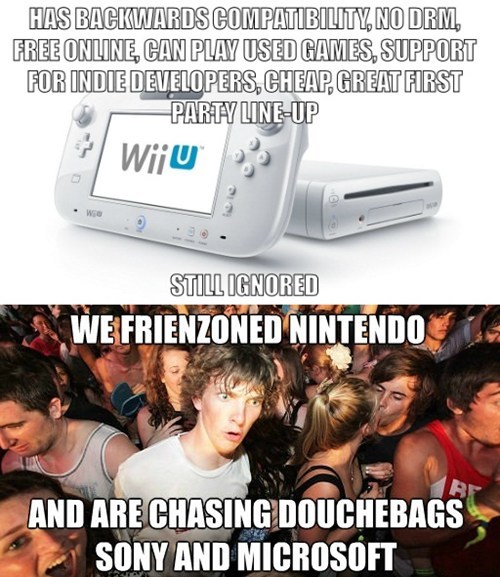 HAS BACKWARDS COMPATIBILITY, NO DRM,
FREE ONLINE, CAN PLAY USED GAMES, SUPPORT
FOR INDIE DEVELOPERS, CHEAP, GREAT FIRST
PARTY LINE-UP
Wii U
Wii
STILL IGNORED
WE FRIENZONED NINTENDO
AND ARE CHASING DOUCHEBAGS
SONY AND MICROSOFT